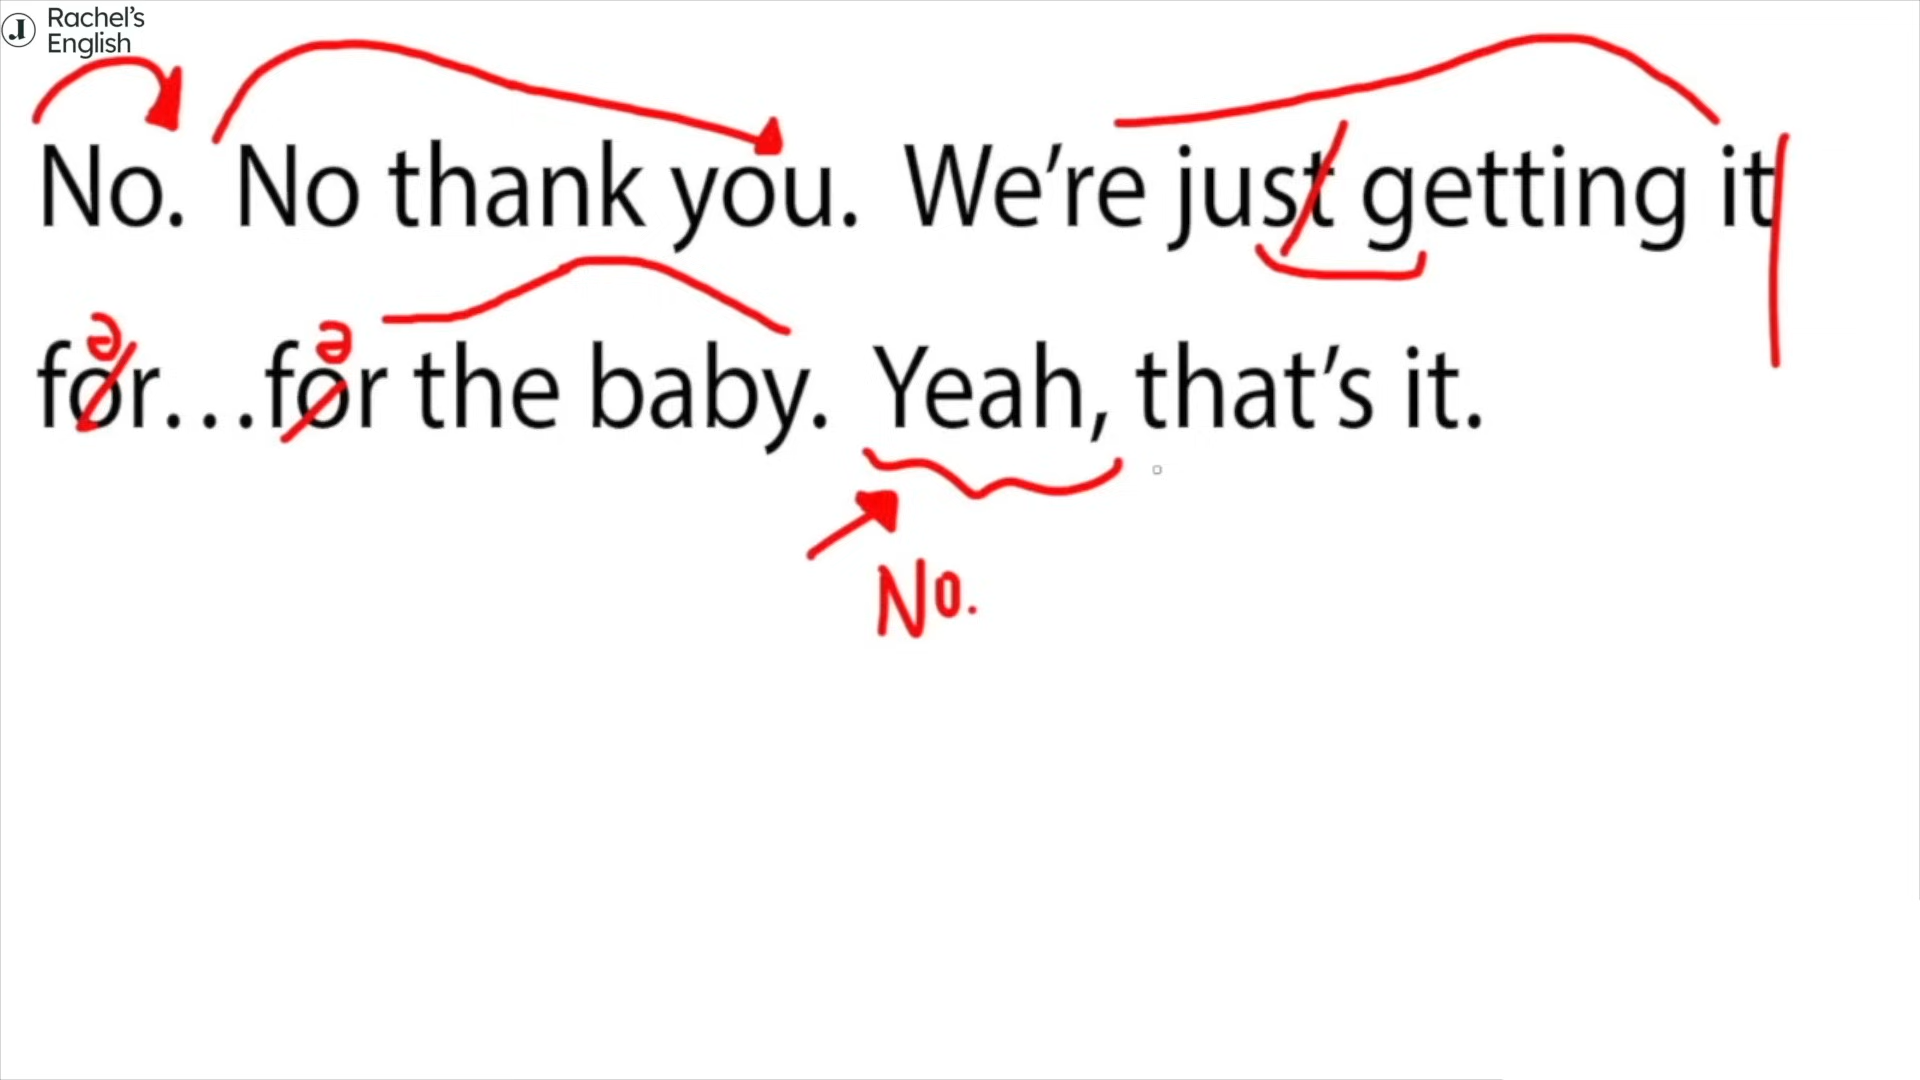 Rachel's
English
No. No thank you. We’re just getting it
ə ə
for...for the baby. Yeah, that’s it.
No.